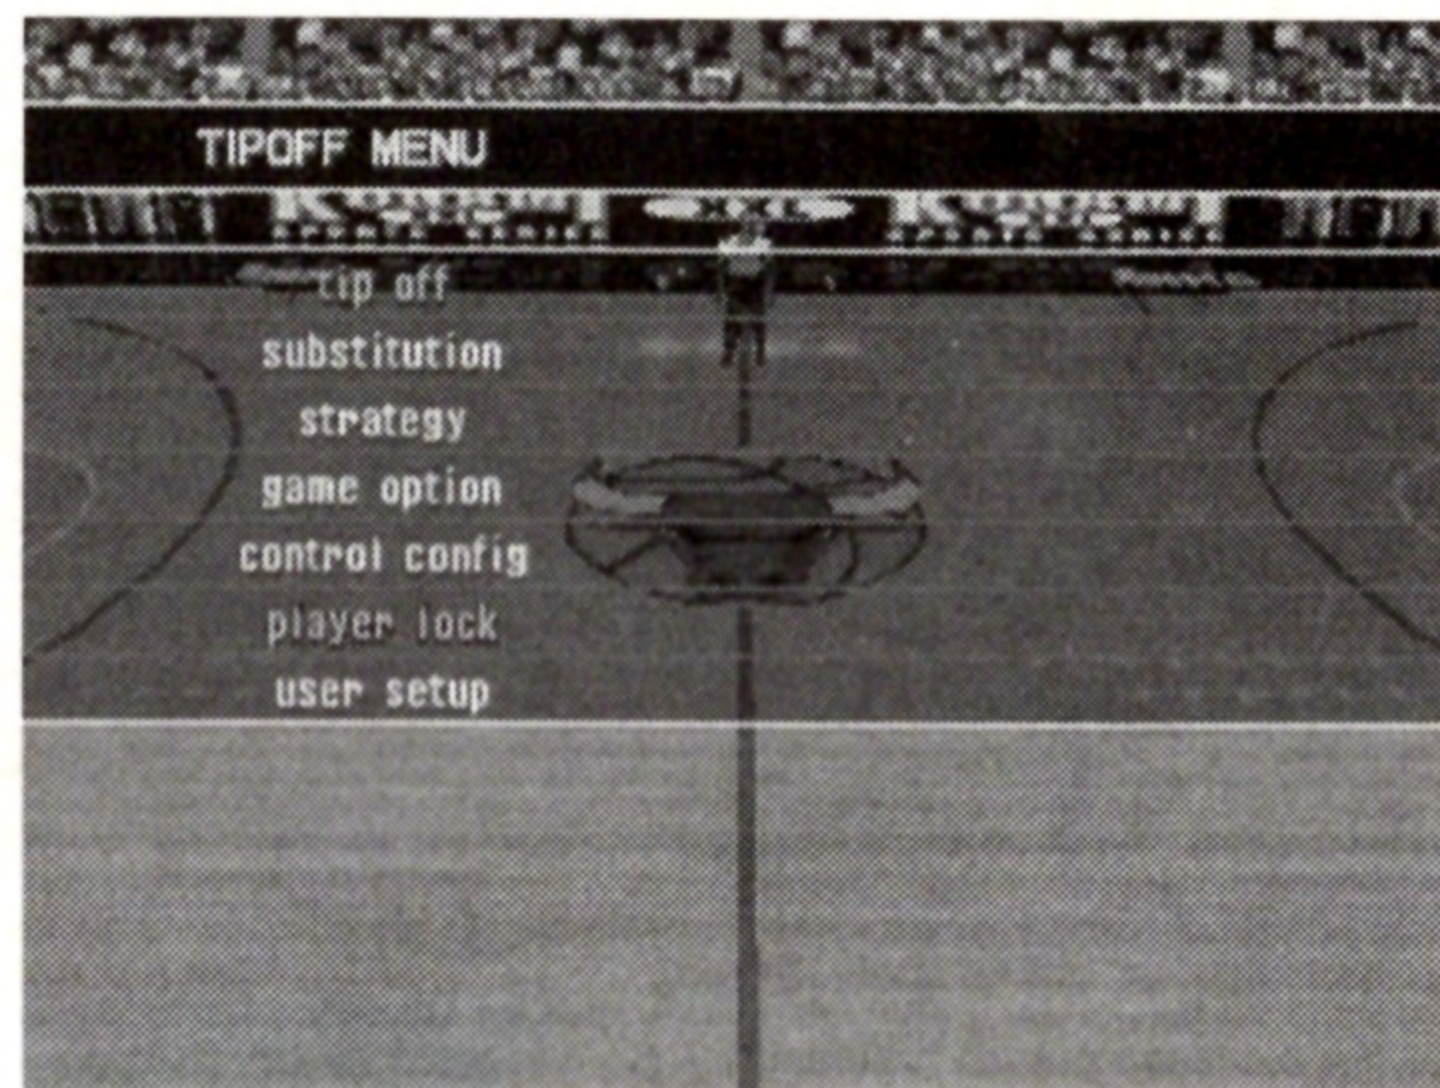 TIPOFF MENU
tip off
substitution
strategy
game option
control config
player lock
user setup